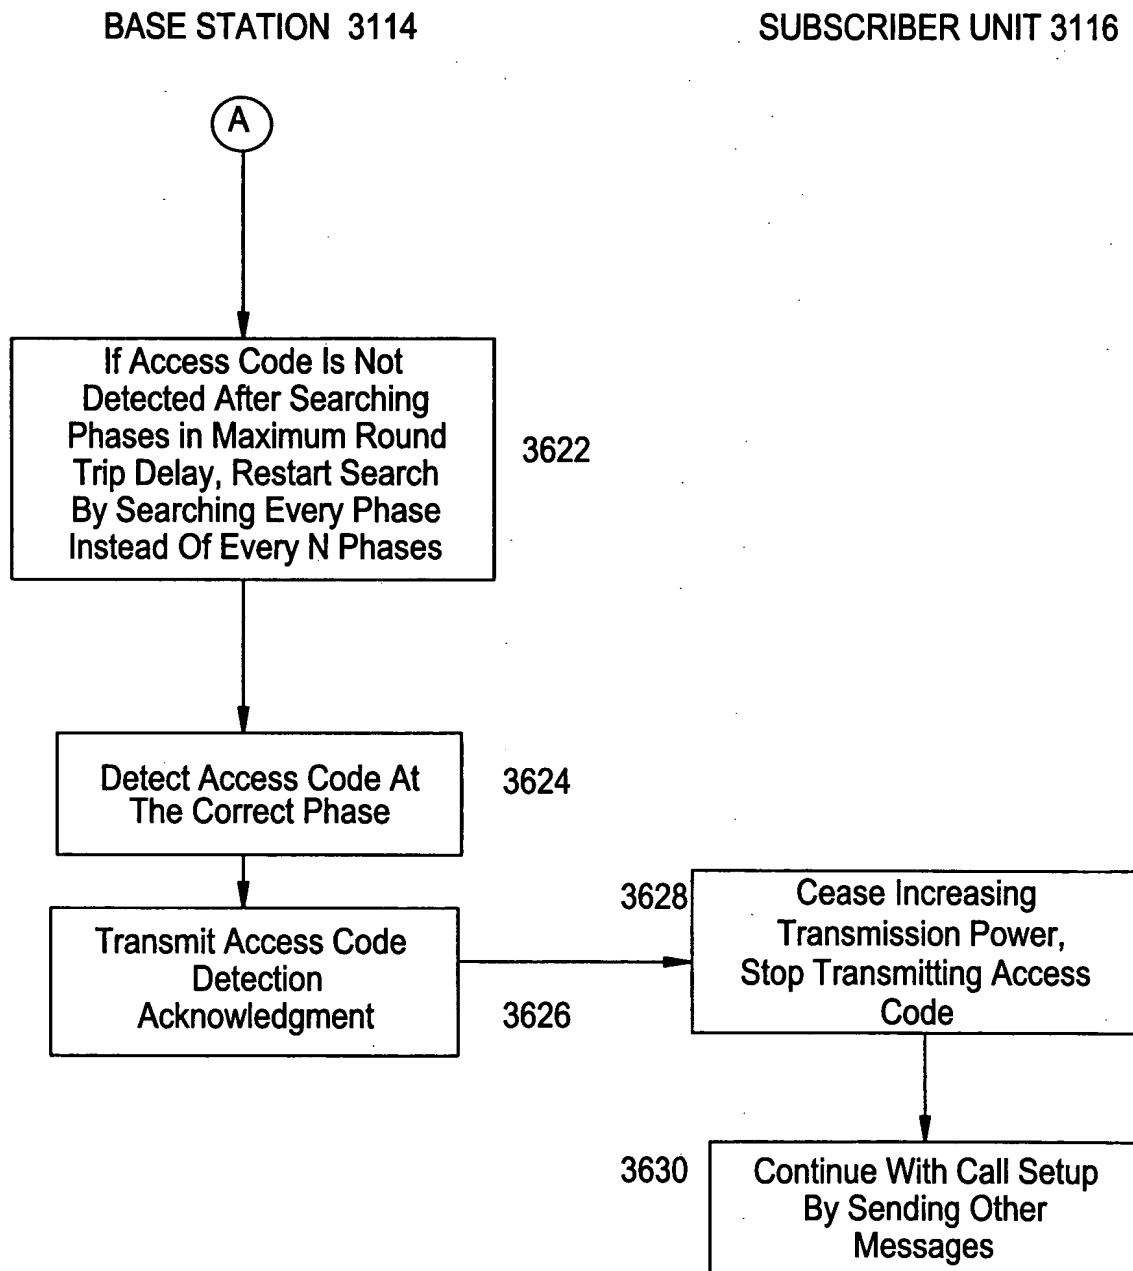 BASE STATION 3114
SUBSCRIBER UNIT 3116
A
If Access Code Is Not
Detected After Searching
Phases in Maximum Round
Trip Delay, Restart Search
By Searching Every Phase
Instead Of Every N Phases
3622
Detect Access Code At
The Correct Phase
3624
Transmit Access Code
Detection
Acknowledgment
3626
3628
Cease Increasing
Transmission Power,
Stop Transmitting Access
Code
3630
Continue With Call Setup
By Sending Other
Messages